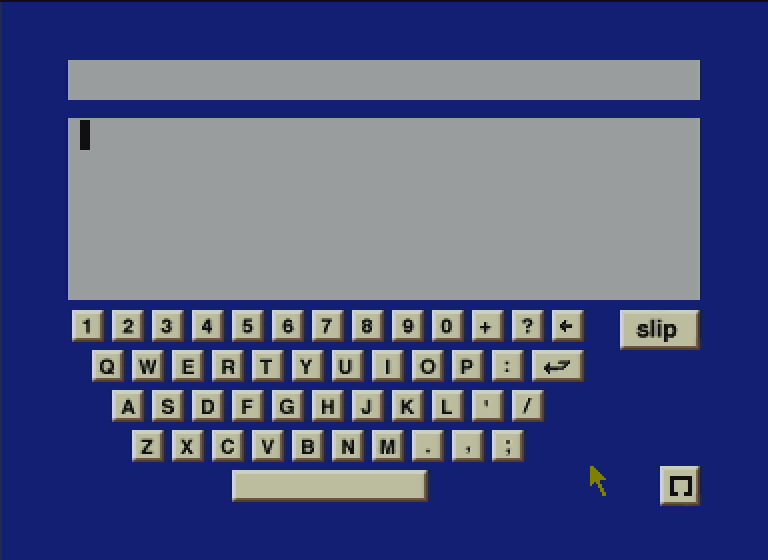 1 2 3 4 5 6 7 8 9 0 + ? ←
slip
Q W E R T Y U I O P :
A S D F G H J K L ' /
Z X C V B N M . , ;